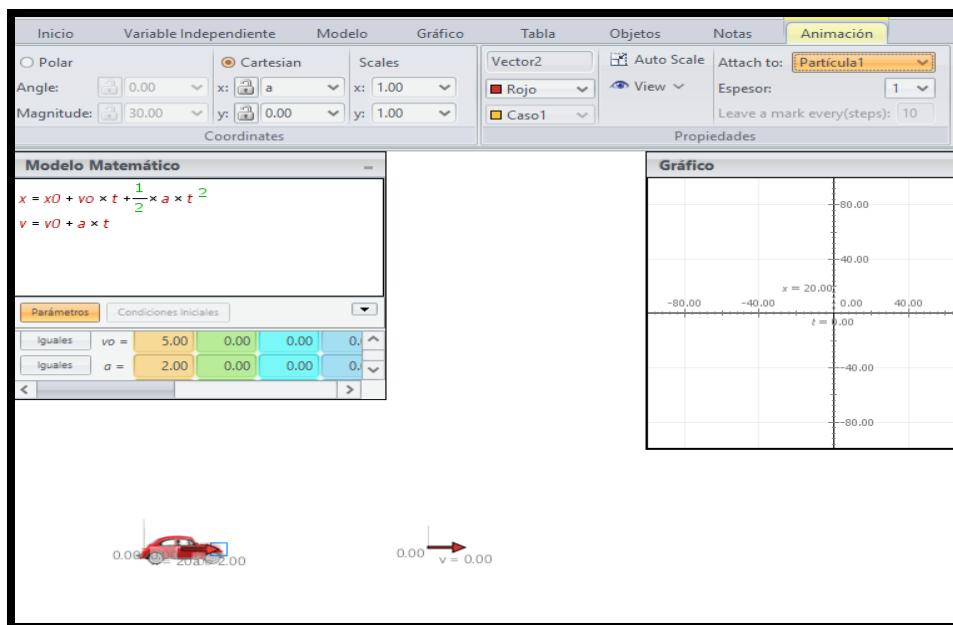 Inicio Variable Independiente Modelo Gráfico Tabla Objetos Notas Animación
Polar Cartesian Scales
Angle: 0.00 x: a x: 1.00
Magnitude: 30.00 y: 0.00 y: 1.00
Coordinates
Vector2 Auto Scale Attach to: Partícula1
Rojo View Espesor: 1
Caso1 Leave a mark every(steps): 10
Propiedades
Modelo Matemático
x = x0 + vo × t + 1/2 × a × t 2
v = v0 + a × t
Parámetros Condiciones Iniciales
Iguales vo = 5.00 0.00 0.00
Iguales a = 2.00 0.00 0.00
Gráfico
80.00
40.00
x = 20.00
-80.00 -40.00 0.00 40.00
t = 0.00
-40.00
-80.00
0.00
2.00
0.00
v = 0.00